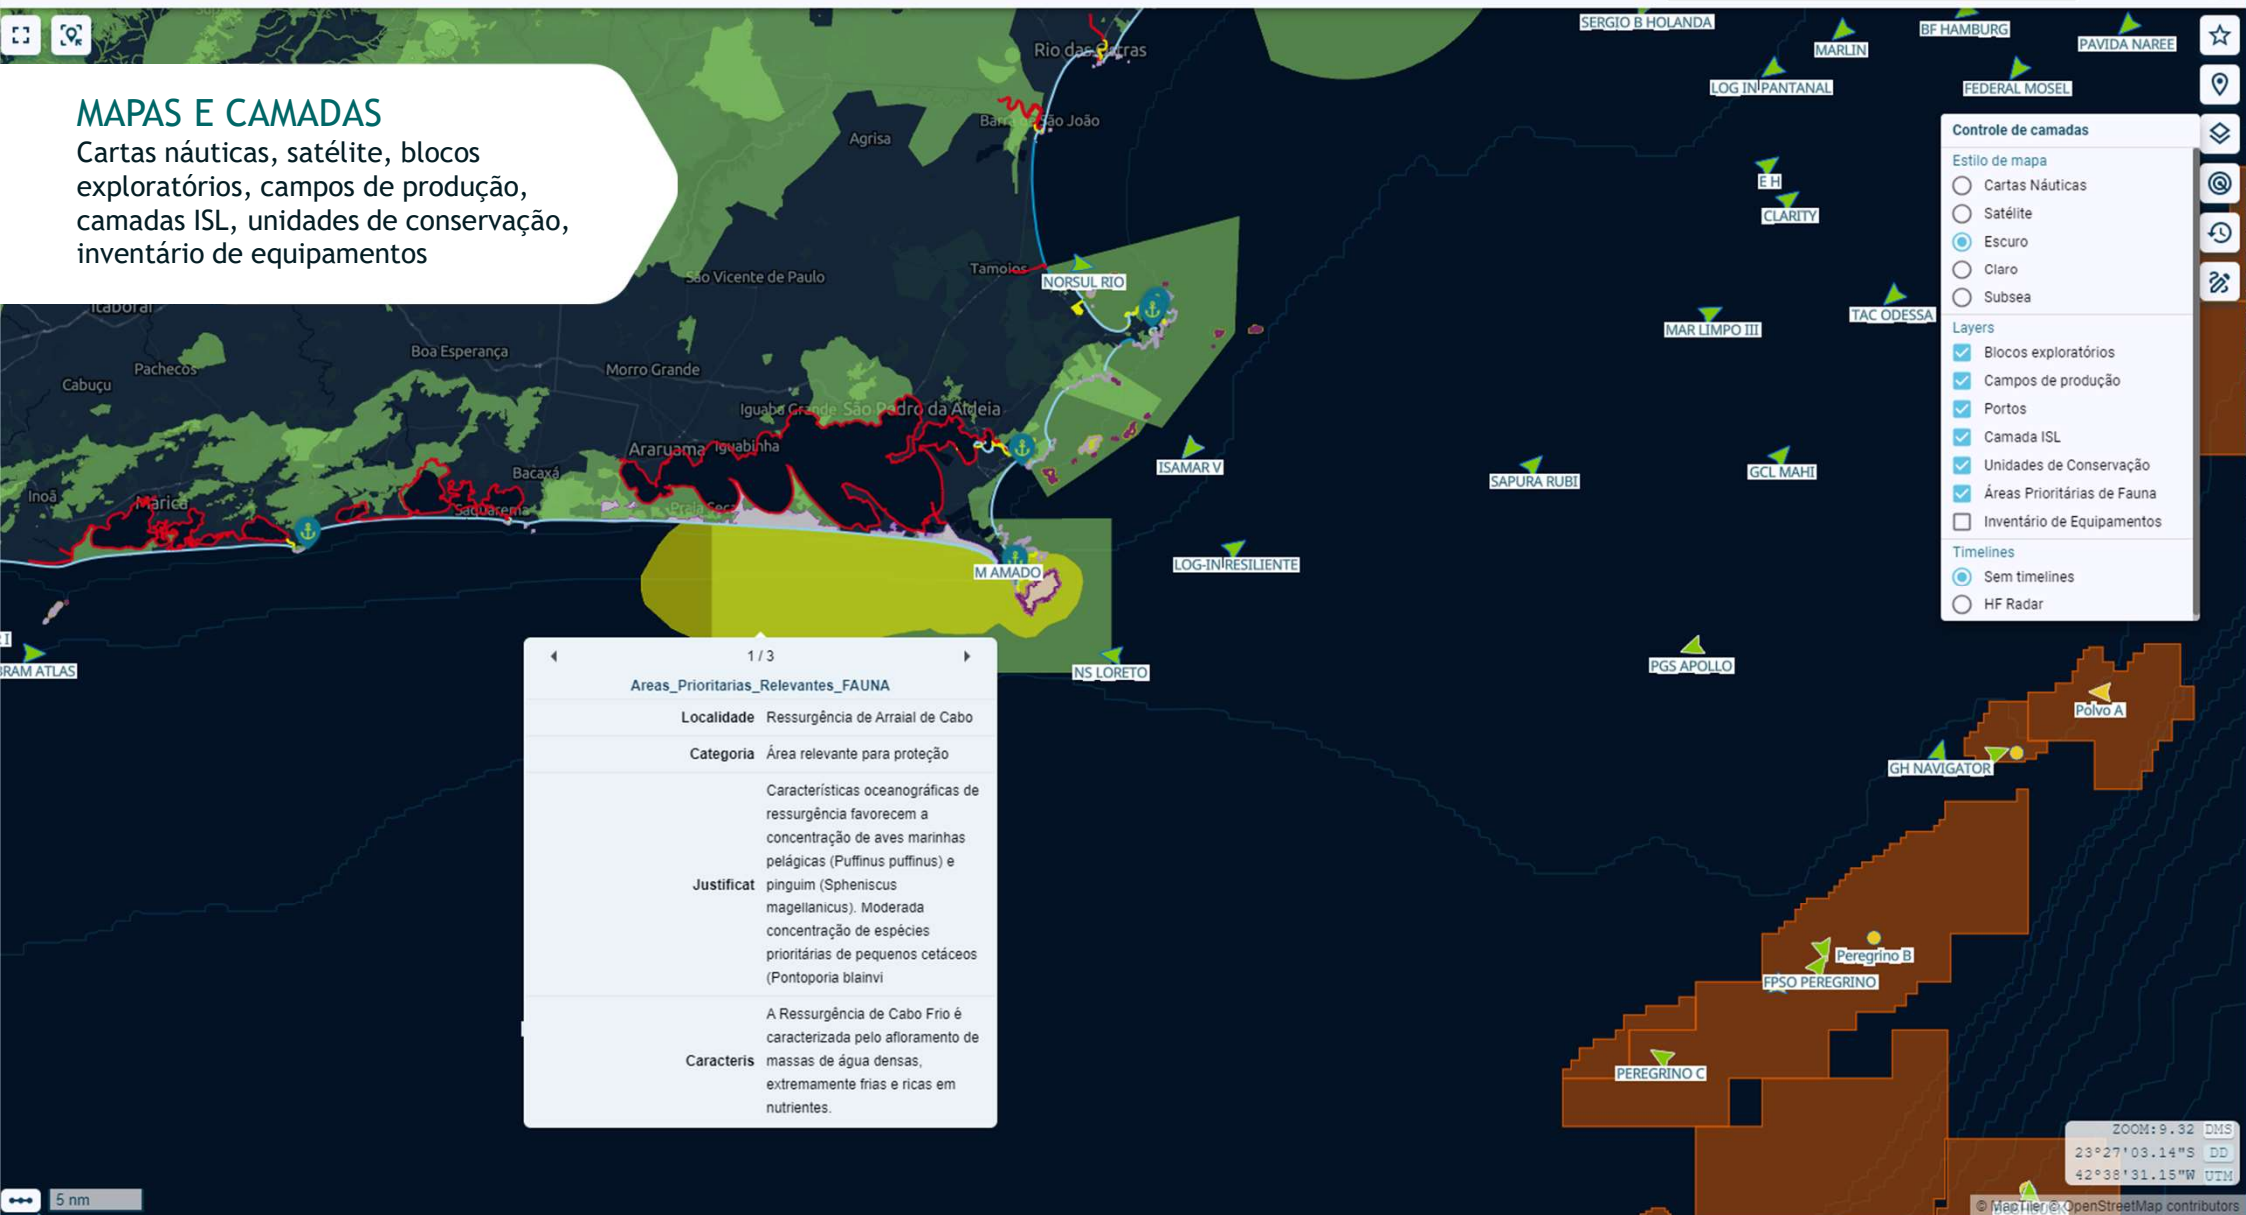 SERGIO B HOLANDA
BF HAMBURG
MARLIN
PAVIDA NAREE
Rio das Ostras
LOG IN PANTANAL
FEDERAL MOSEL
MAPAS E CAMADAS
Cartas náuticas, satélite, blocos
exploratórios, campos de produção,
camadas ISL, unidades de conservação,
inventário de equipamentos
Barra de São João
Agrisa
E H
CLARITY
Tamoios
São Vicente de Paulo
NORSUL RIO
Itaboraí
TAC ODESSA
MAR LIMPO III
Controle de camadas
Estilo de mapa
Cartas Náuticas
Satélite
Escuro
Claro
Subsea
Layers
Blocos exploratórios
Campos de produção
Portos
Camada ISL
Unidades de Conservação
Áreas Prioritárias de Fauna
Inventário de Equipamentos
Timelines
Sem timelines
HF Radar
Boa Esperança
Pachecos
Morro Grande
Cabuçu
Iguaba Grande
São Pedro da Aldeia
Araruama
Iguabinha
Bacaxá
ISAMAR V
SAPURA RUBI
GCL MAHI
Inoã
Maricá
Saquarema
Praia Seca
LOG-IN RESILIENTE
M AMADO
RAM ATLAS
NS LORETO
PGS APOLLO
1 / 3
Areas_Prioritarias_Relevantes_FAUNA
Localidade Ressurgência de Arraial de Cabo
Categoria Área relevante para proteção
Características oceanográficas de
ressurgência favorecem a
concentração de aves marinhas
pelágicas (Puffinus puffinus) e
Justificat pinguim (Spheniscus
magellanicus). Moderada
concentração de espécies
prioritárias de pequenos cetáceos
(Pontoporia blainvi
A Ressurgência de Cabo Frio é
caracterizada pelo afloramento de
Caracteris massas de água densas,
extremamente frias e ricas em
nutrientes.
Polvo A
GH NAVIGATOR
Peregrino B
FPSO PEREGRINO
PEREGRINO C
ZOOM:9.32 DMS
23°27'03.14"S DD
42°38'31.15"W UTM
5 nm
© MapTiler © OpenStreetMap contributors